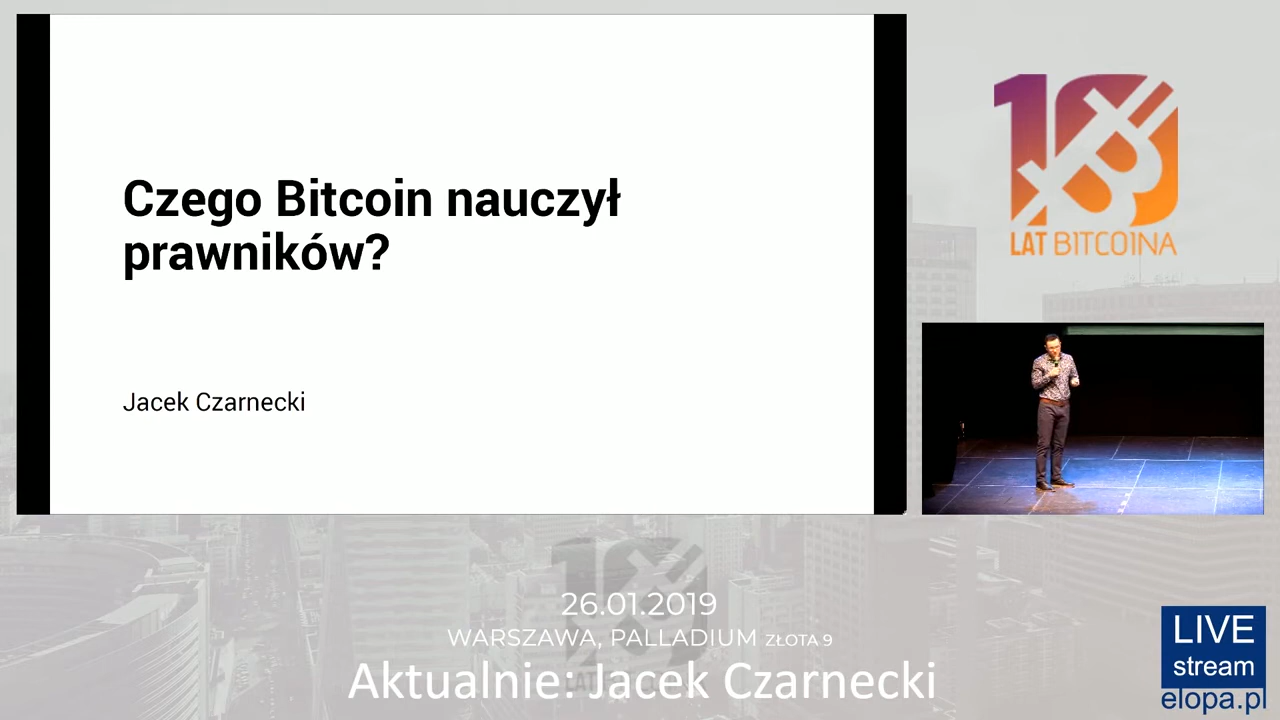 Czego Bitcoin nauczył
prawników?
Jacek Czarnecki
10
LAT BITCOINA
26.01.2019
WARSZAWA, PALLADIUM ZŁOTA 9
Aktualnie: Jacek Czarnecki
LIVE
stream
elopa.pl